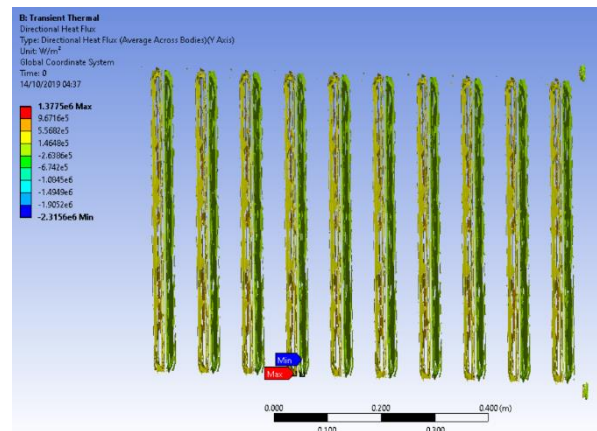 B: Transient Thermal
Directional Heat Flux
Type: Directional Heat Flux (Average Across Bodies)(Y Axis)
Unit: W/m²
Global Coordinate System
Time: 0
14/10/2019 04:37
1.3775e6 Max
9.6716e5
5.5682e5
1.4648e5
-2.6386e5
-6.742e5
-1.0845e6
-1.4949e6
-1.9052e6
-2.3156e6 Min
Min
Max
0.000 0.200 0.400 (m)
0.100 0.300